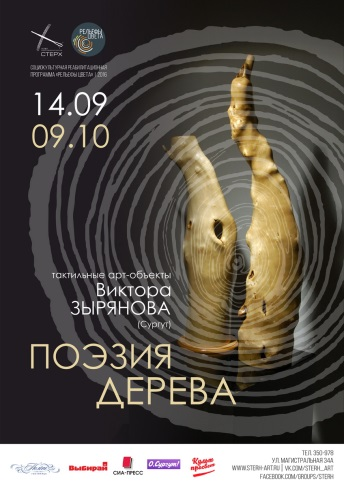 СТЕРХ
РЕЛЬЕФЫ
ЦВЕТА
СОЦИОКУЛЬТУРНАЯ РЕАБИЛИТАЦИОННАЯ
ПРОГРАММА «РЕЛЬЕФЫ ЦВЕТА»
14.09
09.10
тактильные арт-объекты
Виктора
ЗЫРЯНОВА
(Сургут)
ПОЭЗИЯ
ДЕРЕВА
Выбирай
СИА-ПРЕСС
О,Сургут!
ТЕЛ: 350-978
УЛ. МАГИСТРАЛЬНАЯ 34А
WWW.STERH-ART.RU | VK.COM/STERH_ART
FACEBOOK.COM/GROUPS/STERH